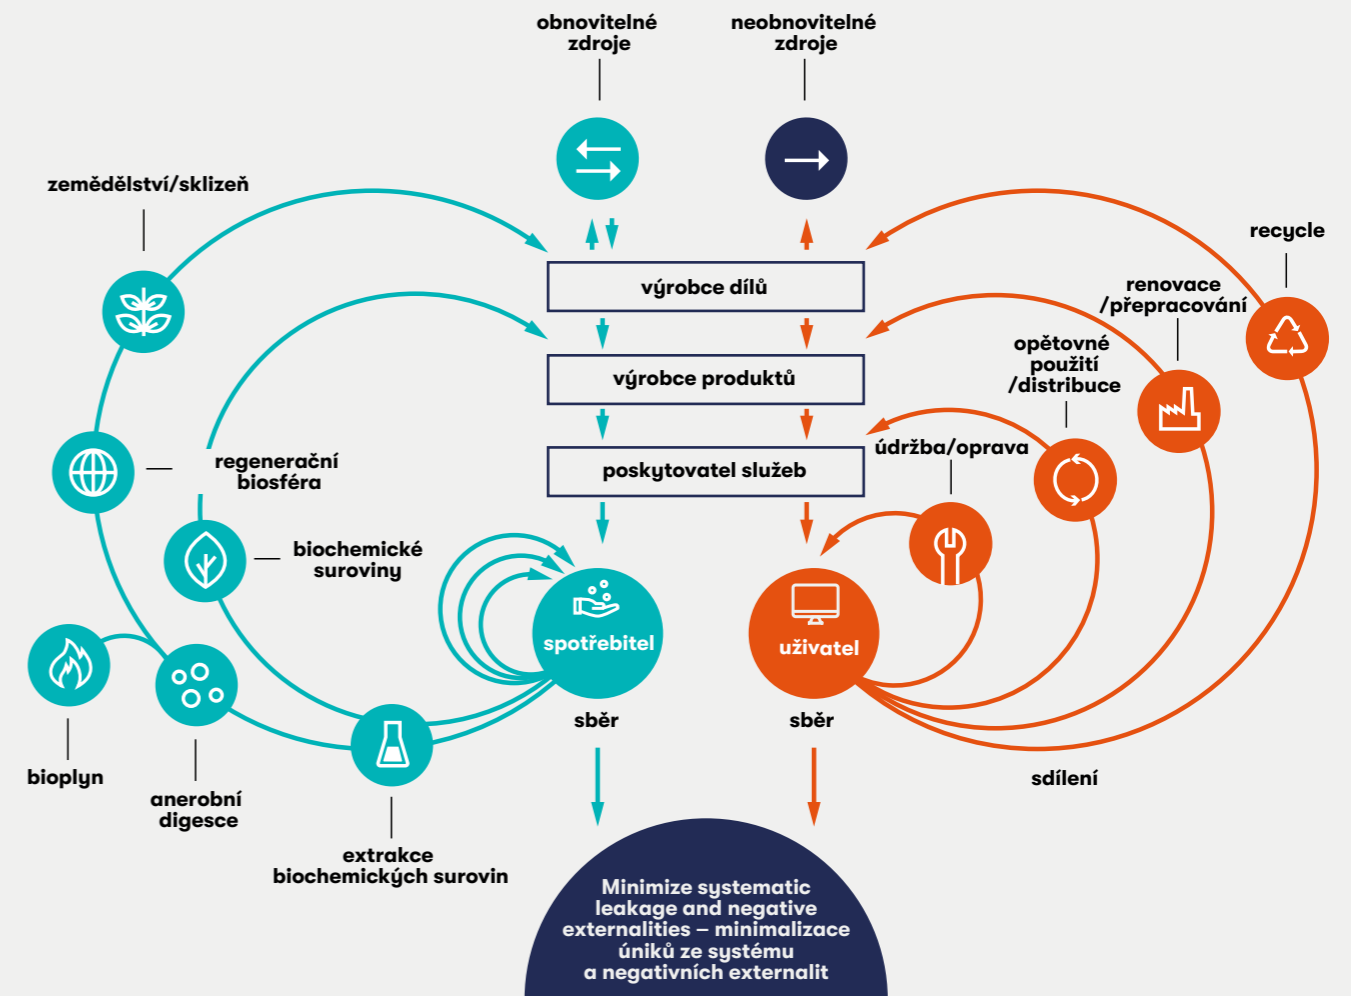 obnovitelné
zdroje
neobnovitelné
zdroje
zemědělství/sklizeň
recycle
výrobce dílů
renovace
/přepracování
opětovné
použití
/distribuce
výrobce produktů
údržba/oprava
regenerační
biosféra
poskytovatel služeb
biochemické
suroviny
spotřebitel
uživatel
sběr
sběr
bioplyn
anerobní
digesce
sdílení
extrakce
biochemických surovin
Minimize systematic
leakage and negative
externalities – minimalizace
úniků ze systému
a negativních externalit